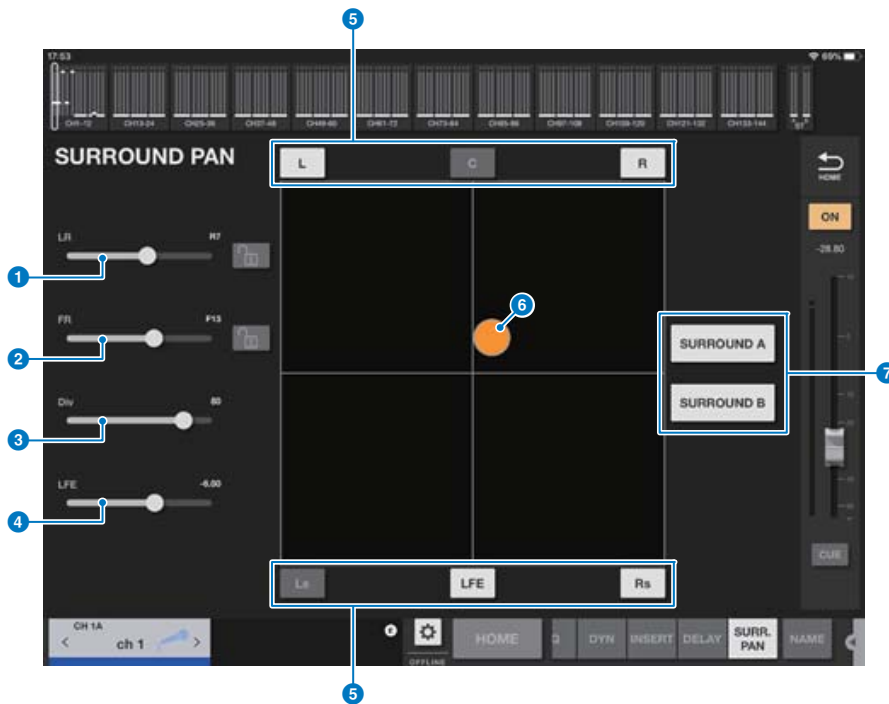 5
17:53
69%
CH1-72
CH13-24
CH25-36
CH37-48
CH49-60
CH61-72
CH73-84
CH85-96
CH97-108
CH109-120
CH121-132
CH133-144
ST
SURROUND PAN
L
C
R
HOME
ON
-28.80
LR
R7
1
FR
F13
2
6
SURROUND A
SURROUND B
7
Div
80
3
LFE
-6.00
4
CUE
Ls
LFE
Rs
CH 1A
< ch 1 >
OFFLINE
HOME
DYN
INSERT
DELAY
SURR.
PAN
NAME
5